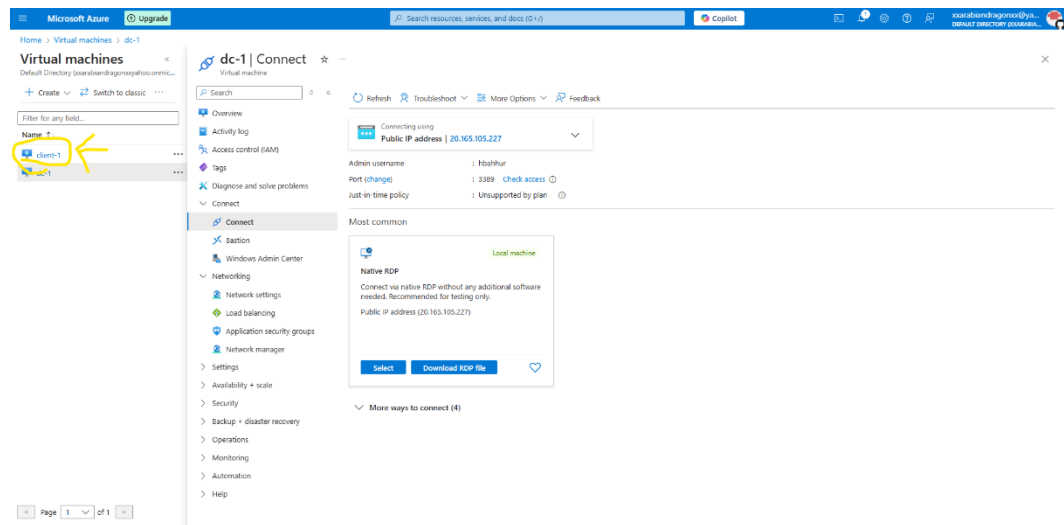 Microsoft Azure
Upgrade
Search resources, services, and docs (G+/)
Copilot
xxarabiandragonxx@ya...
DEFAULT DIRECTORY (XXARABIA...
Home > Virtual machines > dc-1
Virtual machines
«
Default Directory (xxarabiandragonxxyahoo.onmic...
+ Create
Switch to classic
...
Filter for any field...
Name ↑
client-1
...
dc-1
...
Page 1 of 1
dc-1 | Connect
...
Virtual machine
Search
«
Overview
Activity log
Access control (IAM)
Tags
Diagnose and solve problems
Connect
Connect
Bastion
Windows Admin Center
Networking
Network settings
Load balancing
Application security groups
Network manager
Settings
Availability + scale
Security
Backup + disaster recovery
Operations
Monitoring
Automation
Help
Refresh Troubleshoot More Options Feedback
Connecting using
Public IP address | 20.165.105.227
Admin username : hbahhur
Port (change) : 3389 Check access
Just-in-time policy : Unsupported by plan
Most common
Local machine
Native RDP
Connect via native RDP without any additional software
needed. Recommended for testing only.
Public IP address (20.165.105.227)
Select Download RDP file
More ways to connect (4)